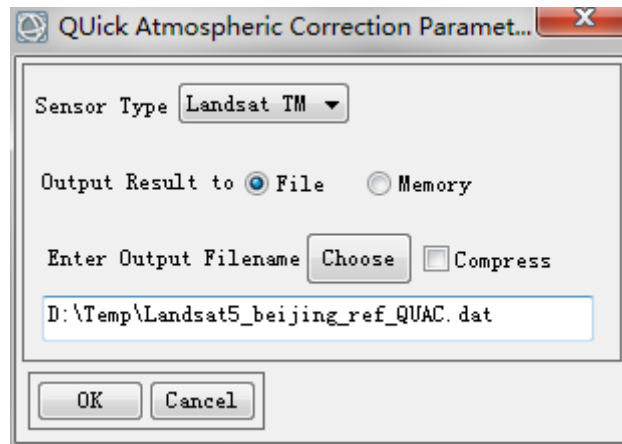 QUick Atmospheric Correction Paramet...
Sensor Type Landsat TM
Output Result to File Memory
Enter Output Filename Choose Compress
D:\Temp\Landsat5_beijing_ref_QUAC.dat
OK Cancel